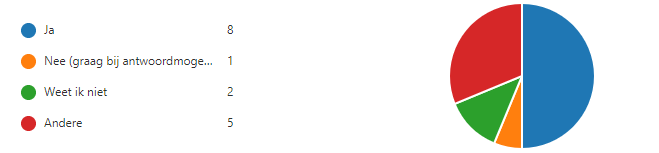 Ja 8
Nee (graag bij antwoordmoge... 1
Weet ik niet 2
Andere 5